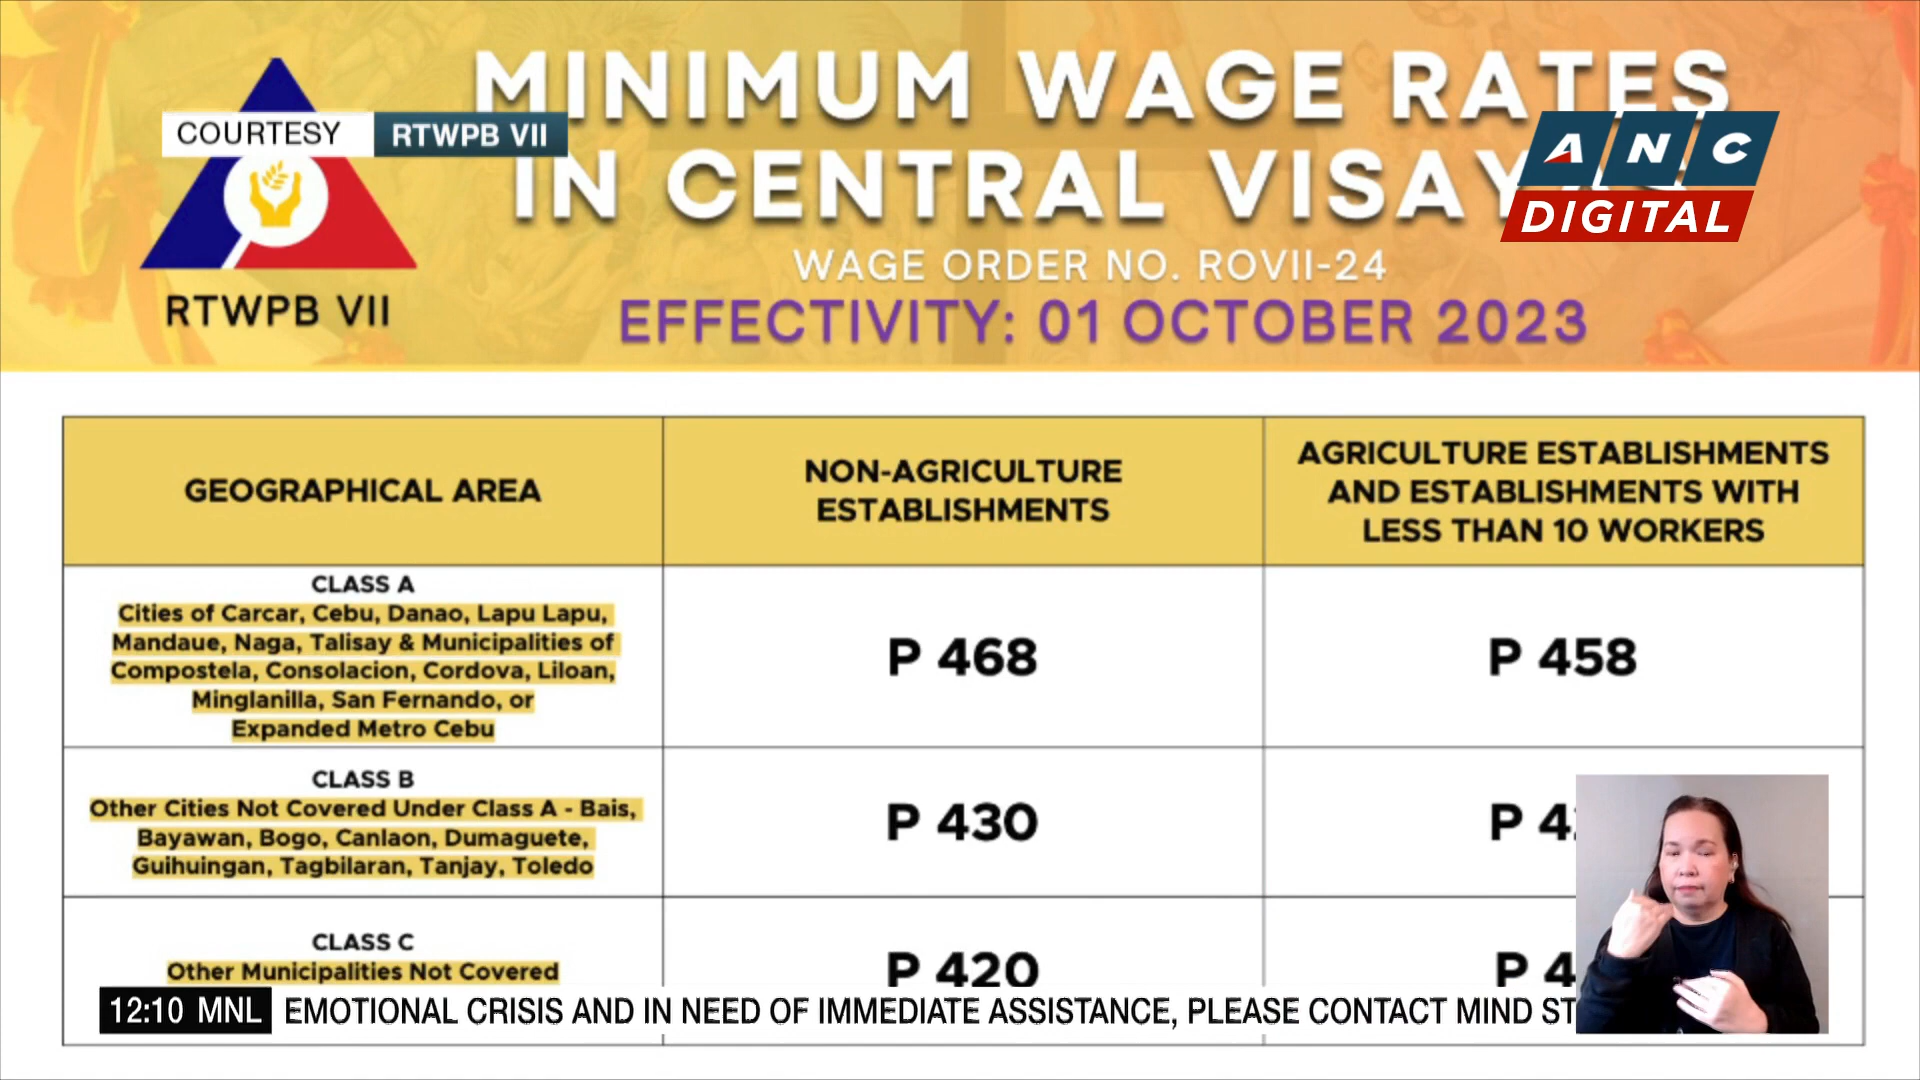 MINIMUM WAGE RATES
COURTESY RTWPB VII
IN CENTRAL
ANC
DIGITAL
WAGE ORDER NO. ROVII-24
RTWPB VII
EFFECTIVITY: 01 OCTOBER 2023
GEOGRAPHICAL AREA
NON-AGRICULTURE
ESTABLISHMENTS
AGRICULTURE ESTABLISHMENTS
AND ESTABLISHMENTS WITH
LESS THAN 10 WORKERS
CLASS A
Cities of Carcar, Cebu, Danao, Lapu Lapu,
Mandaue, Naga, Talisay & Municipalities of
Compostela, Consolacion, Cordova, Liloan,
Minglanilla, San Fernando, or
Expanded Metro Cebu
P 468
P 458
CLASS B
Other Cities Not Covered Under Class A - Bais,
Bayawan, Bogo, Canlaon, Dumaguete,
Guihuingan, Tagbilaran, Tanjay, Toledo
P 430
P
CLASS C
Other Municipalities Not Covered
P 420
P
12:10 MNL EMOTIONAL CRISIS AND IN NEED OF IMMEDIATE ASSISTANCE, PLEASE CONTACT MIND